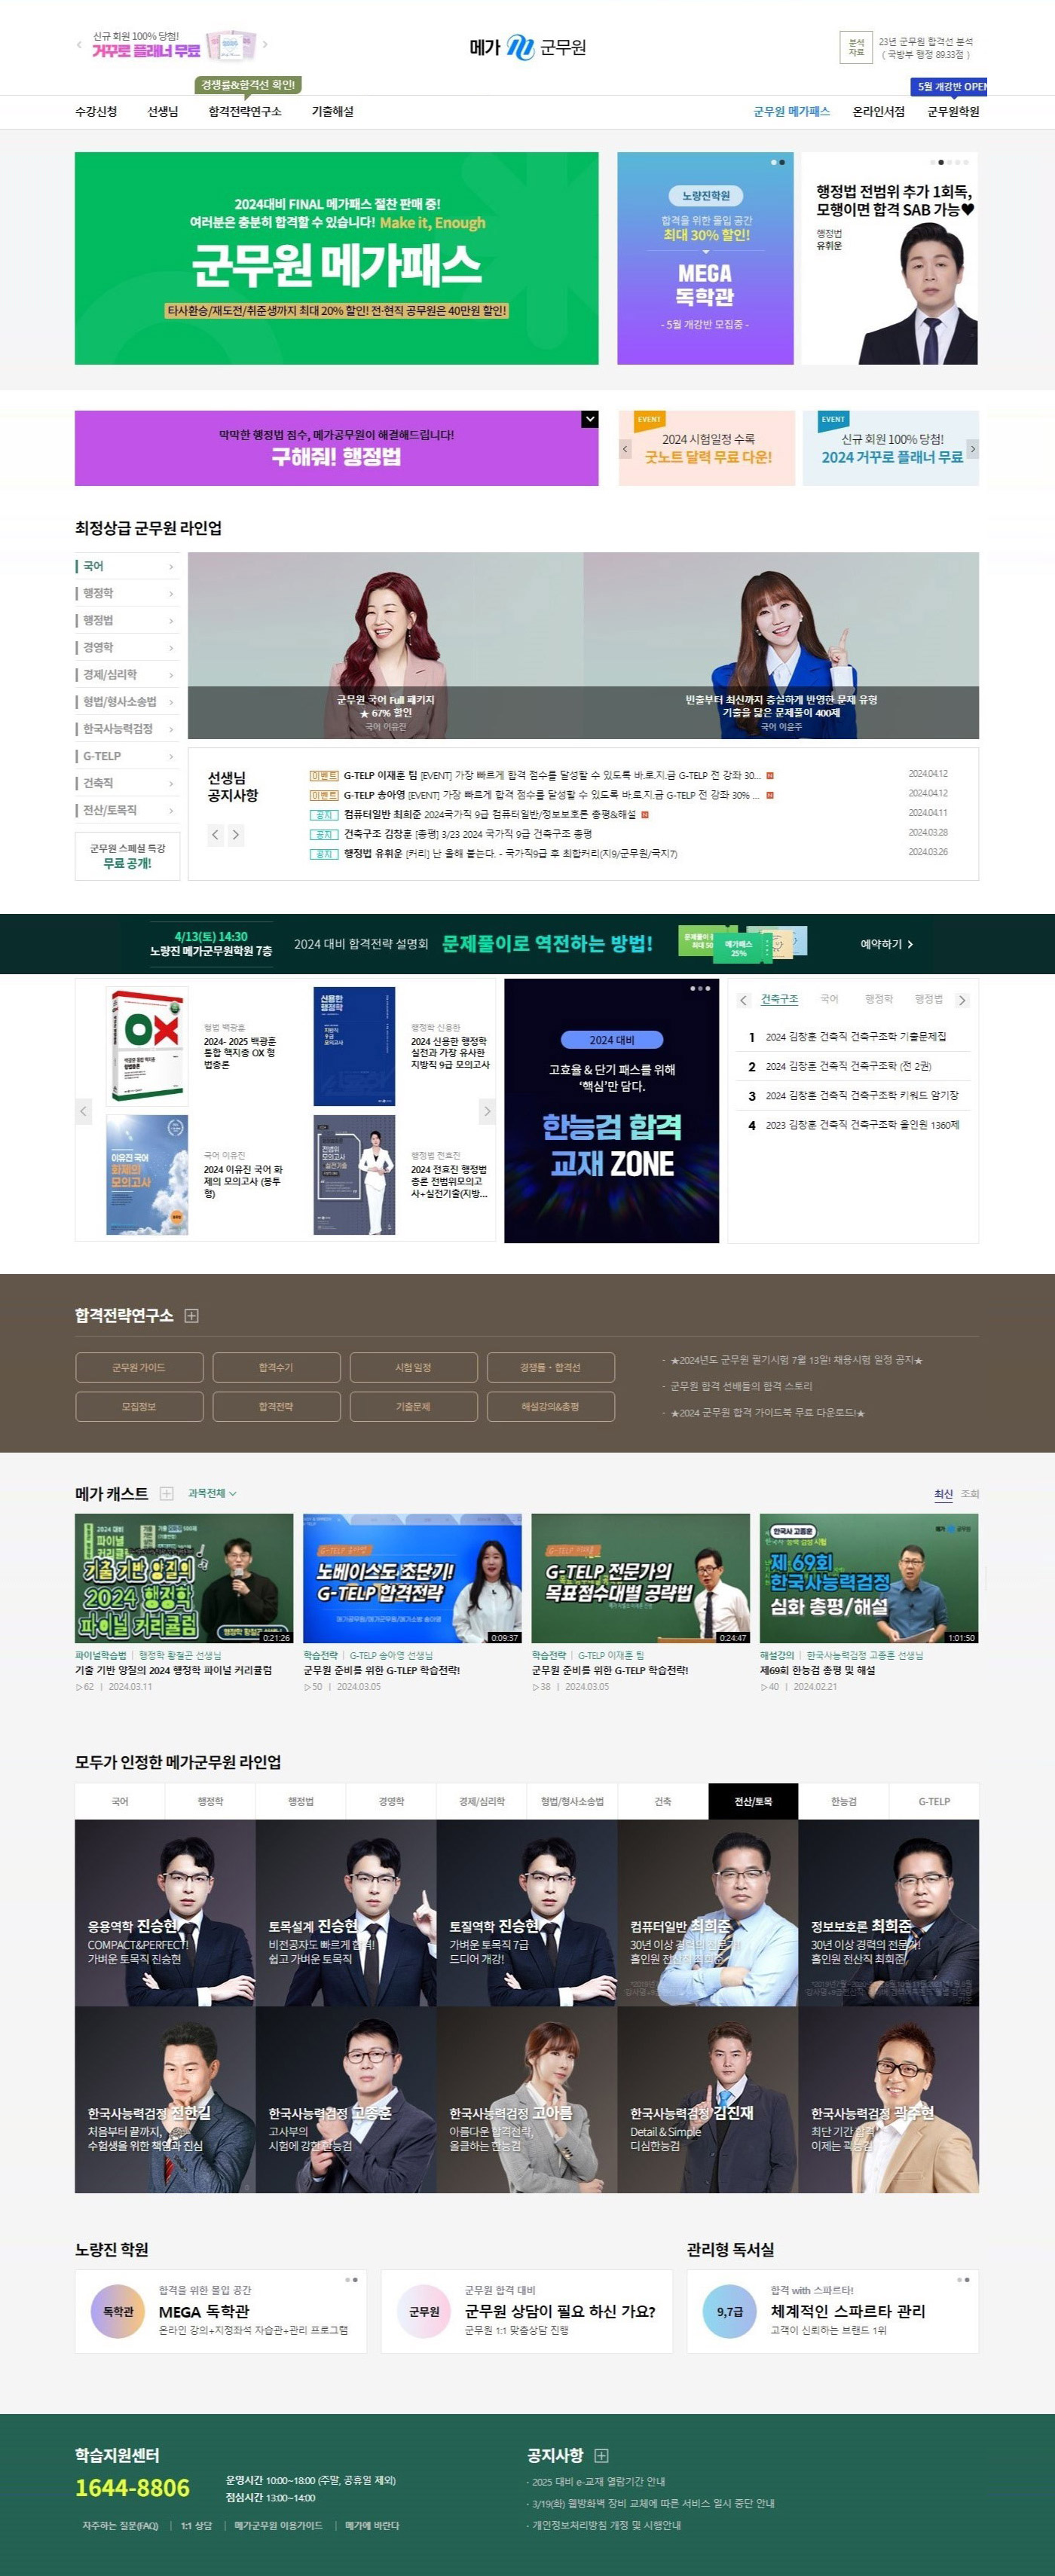 신규 회원 100% 당첨!
거꾸로 플래너 무료
메가 군무원
분석
자료
23년 군무원 합격선 분석
( 국방부 행정 89.33점 )
경쟁률&합격선 확인!
5월 개강반 OPEN
수강신청
선생님
합격전략연구소
기출해설
군무원 메가패스
온라인서점
군무원학원
2024대비 FINAL 메가패스 절찬 판매 중!
여러분은 충분히 합격할 수 있습니다! Make it, Enough
군무원 메가패스
타사환승/재도전/취준생까지 최대 20% 할인! 전·현직 공무원은 40만원 할인!
노량진학원
합격을 위한 몰입 공간
최대 30% 할인!
MEGA
독학관
- 5월 개강반 모집중 -
행정법 전범위 추가 1회독,
모행이면 합격 SAB 가능♥
행정법
유휘운
막막한 행정법 점수, 메가공무원이 해결해드립니다!
구해줘! 행정법
EVENT
2024 시험일정 수록
굿노트 달력 무료 다운!
EVENT
신규 회원 100% 당첨!
2024 거꾸로 플래너 무료
최정상급 군무원 라인업
국어
행정학
행정법
경영학
경제/심리학
형법/형사소송법
한국사능력검정
G-TELP
건축직
전산/토목직
군무원 스페셜 특강
무료 공개!
군무원 국어 Full 패키지
★ 67% 할인
국어 이유진
빈출부터 최신까지 충실하게 반영한 문제 유형
기출을 닮은 문제풀이 400제
국어 이윤주
선생님
공지사항
이벤트 G-TELP 이재훈 팀 [EVENT] 가장 빠르게 합격 점수를 달성할 수 있도록 바.로.지.금 G-TELP 전 강좌 30... 2024.04.12
이벤트 G-TELP 송아영 [EVENT] 가장 빠르게 합격 점수를 달성할 수 있도록 바.로.지.금 G-TELP 전 강좌 30% ... 2024.04.12
공지 컴퓨터일반 최희준 2024국가직 9급 컴퓨터일반/정보보호론 총평&해설 2024.04.11
공지 건축구조 김창훈 [총평] 3/23 2024 국가직 9급 건축구조 총평 2024.03.28
공지 행정법 유휘운 [커리] 난 올해 붙는다. - 국가직9급 후 최합커리(지9/군무원/국지7) 2024.03.26
4/13(토) 14:30
노량진 메가군무원학원 7층
2024 대비 합격전략 설명회
문제풀이로 역전하는 방법!
메가패스
25%
예약하기
형법 백광훈
2024- 2025 백광훈
통합 핵지총 OX 형
법총론
행정학 신용한
2024 신용한 행정학
실전과 가장 유사한
지방직 9급 모의고사
국어 이유진
2024 이유진 국어 화
제의 모의고사 (봉투
형)
행정법 전효진
2024 전효진 행정법
총론 전범위모의고
사+실전기출(지방...
2024 대비
고효율 & 단기 패스를 위해
'핵심'만 담다.
한능검 합격
교재 ZONE
건축구조
국어
행정학
행정법
1 2024 김창훈 건축직 건축구조학 기출문제집
2 2024 김창훈 건축직 건축구조학 (전 2권)
3 2024 김창훈 건축직 건축구조학 키워드 암기장
4 2023 김창훈 건축직 건축구조학 올인원 1360제
합격전략연구소
군무원 가이드
합격수기
시험 일정
경쟁률 · 합격선
모집정보
합격전략
기출문제
해설강의&총평
- ★2024년도 군무원 필기시험 7월 13일! 채용시험 일정 공지★
- 군무원 합격 선배들의 합격 스토리
- ★2024 군무원 합격 가이드북 무료 다운로드!★
메가 캐스트
과목전체
최신
조회
2024 대비
파이널
커리큘럼
기출 기반 양질의
2024 행정학
파이널 커리큘럼
0:21:26
노베이스도 초단기!
G-TELP 합격전략
0:09:37
G-TELP 전문가의
목표점수대별 공략법
0:24:47
한국사 고종훈
제 69회
한국사능력검정
심화 총평/해설
1:01:50
파이널학습법 | 행정학 황철곤 선생님
기출 기반 양질의 2024 행정학 파이널 커리큘럼
▷62 | 2024.03.11
학습전략 | G-TELP 송아영 선생님
군무원 준비를 위한 G-TLEP 학습전략!
▷50 | 2024.03.05
학습전략 | G-TELP 이재훈 팀
군무원 준비를 위한 G-TELP 학습전략!
▷38 | 2024.03.05
해설강의 | 한국사능력검정 고종훈 선생님
제69회 한능검 총평 및 해설
▷40 | 2024.02.21
모두가 인정한 메가군무원 라인업
국어
행정학
행정법
경영학
경제/심리학
형법/형사소송법
건축
전산/토목
한능검
G-TELP
응용역학 진승현
COMPACT&PERFECT!
가벼운 토목직 진승현
토목설계 진승현
비전공자도 빠르게 합격!
쉽고 가벼운 토목직
토질역학 진승현
가벼운 토목직 7급
드디어 개강!
컴퓨터일반 최희준
30년 이상 경력의 전문가!
올인원 전산직 최희준
정보보호론 최희준
30년 이상 경력의 전문가!
올인원 전산직 최희준
한국사능력검정 전한길
처음부터 끝까지,
수험생을 위한 책임과 진심
한국사능력검정 고종훈
고사부의
시험에 강한 한능검
한국사능력검정 고아름
아름다운 합격전략,
올클하는 한능검
한국사능력검정 김진재
Detail & Simple
디심한능검
한국사능력검정 곽주현
최단 기간 합격
이제는 곽능검
노량진 학원
독학관
합격을 위한 몰입 공간
MEGA 독학관
온라인 강의+지정좌석 자습관+관리 프로그램
군무원
군무원 합격 대비
군무원 상담이 필요 하신 가요?
군무원 1:1 맞춤상담 진행
관리형 독서실
9,7급
합격 with 스파르타!
체계적인 스파르타 관리
고객이 신뢰하는 브랜드 1위
학습지원센터
1644-8806
운영시간 10:00~18:00 (주말, 공휴일 제외)
점심시간 13:00~14:00
자주하는 질문(FAQ) | 1:1 상담 | 메가군무원 이용가이드 | 메가에 바란다
공지사항
· 2025 대비 e-교재 열람기간 안내
· 3/19(화) 웹방화벽 장비 교체에 따른 서비스 일시 중단 안내
· 개인정보처리방침 개정 및 시행안내